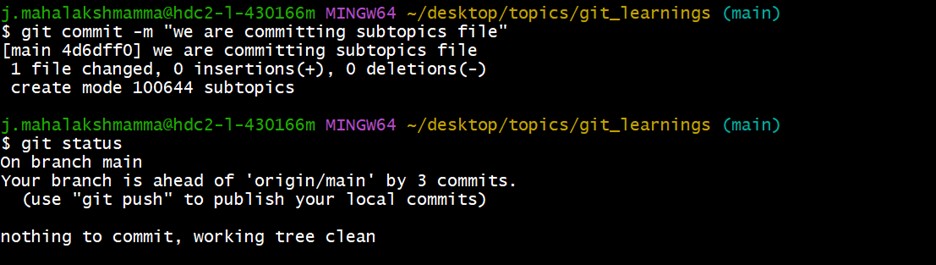 j.mahalakshmamma@hdc2-l-430166m MINGW64 ~/desktop/topics/git_learnings (main)
$ git commit -m "we are committing subtopics file"
[main 4d6dff0] we are committing subtopics file
 1 file changed, 0 insertions(+), 0 deletions(-)
 create mode 100644 subtopics

j.mahalakshmamma@hdc2-l-430166m MINGW64 ~/desktop/topics/git_learnings (main)
$ git status
On branch main
Your branch is ahead of 'origin/main' by 3 commits.
  (use "git push" to publish your local commits)

nothing to commit, working tree clean